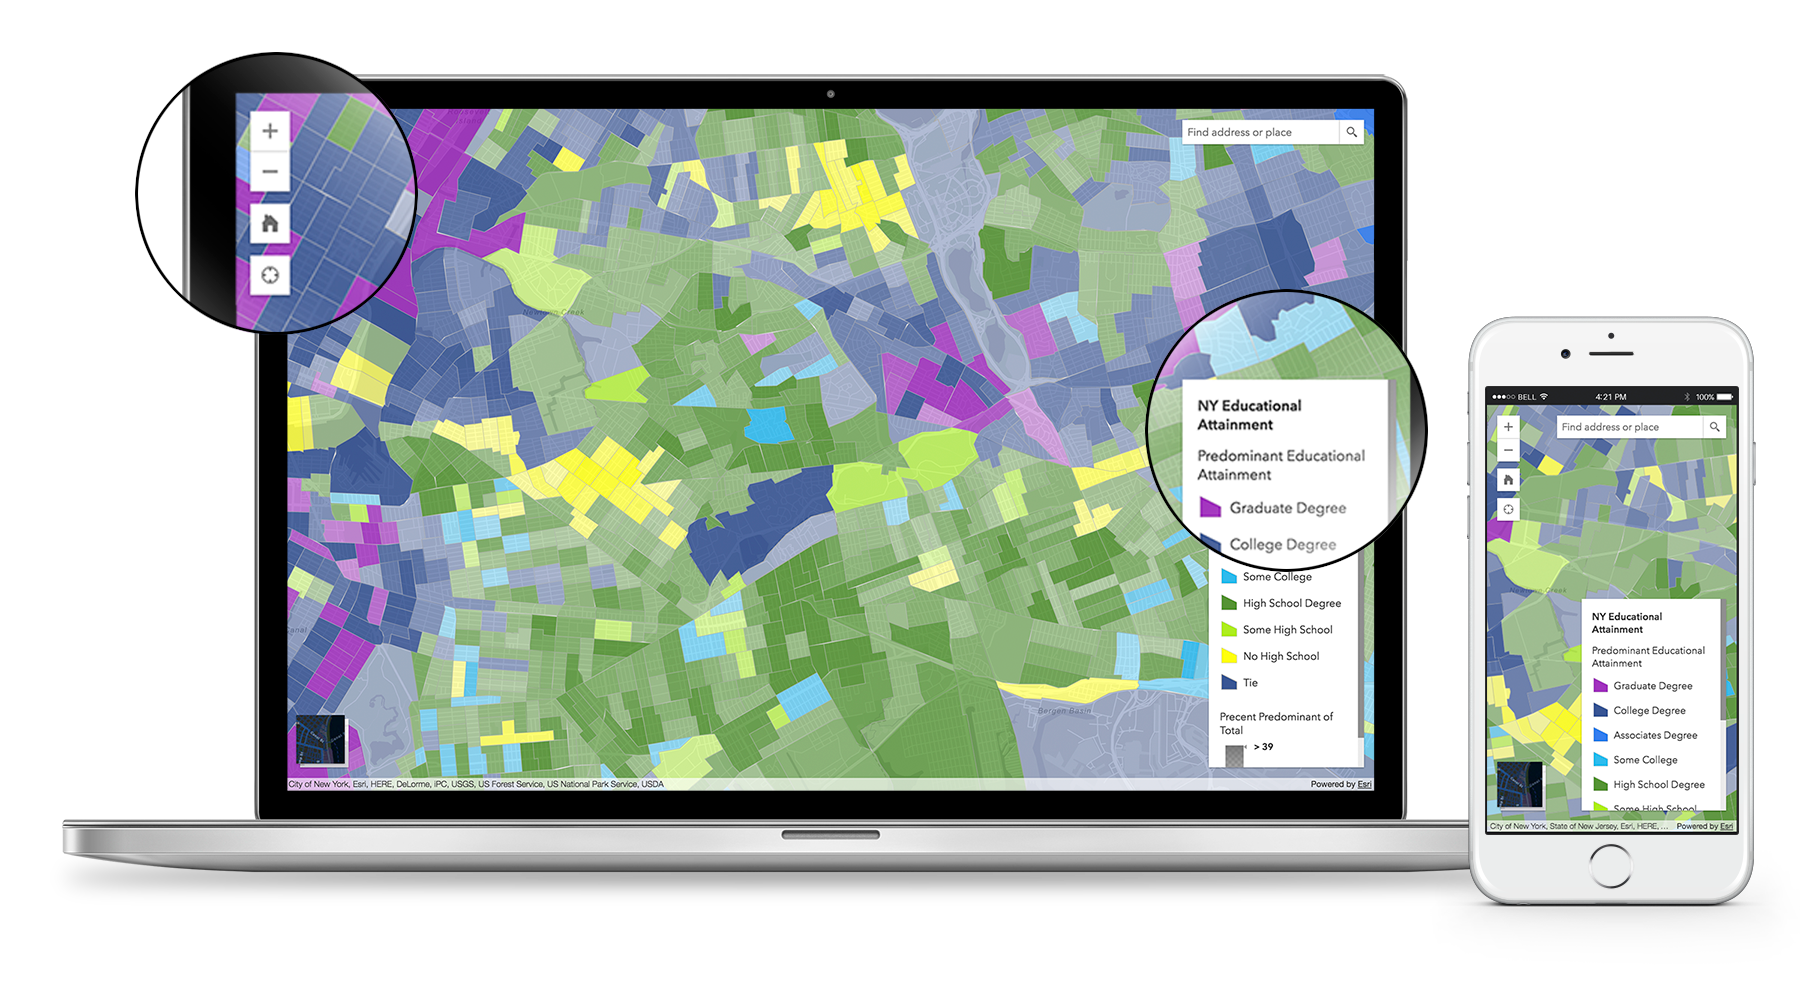 Find address or place
Newtown Creek
NY Educational
Attainment
Predominant Educational
Attainment
Graduate Degree
College Degree
Some College
High School Degree
Some High School
No High School
Tie
Precent Predominant of
Total
> 39
Canal
Bergen Basin
City of New York, Esri, HERE, DeLorme, IPC, USGS, US Forest Service, US National Park Service, USDA
Powered by Esri
BELL
4:21 PM
100%
Find address or place
Newtown Creek
NY Educational
Attainment
Predominant Educational
Attainment
Graduate Degree
College Degree
Associates Degree
Some College
High School Degree
Some High School
City of New York, State of New Jersey, Esri, HERE, ...
Powered by Esri